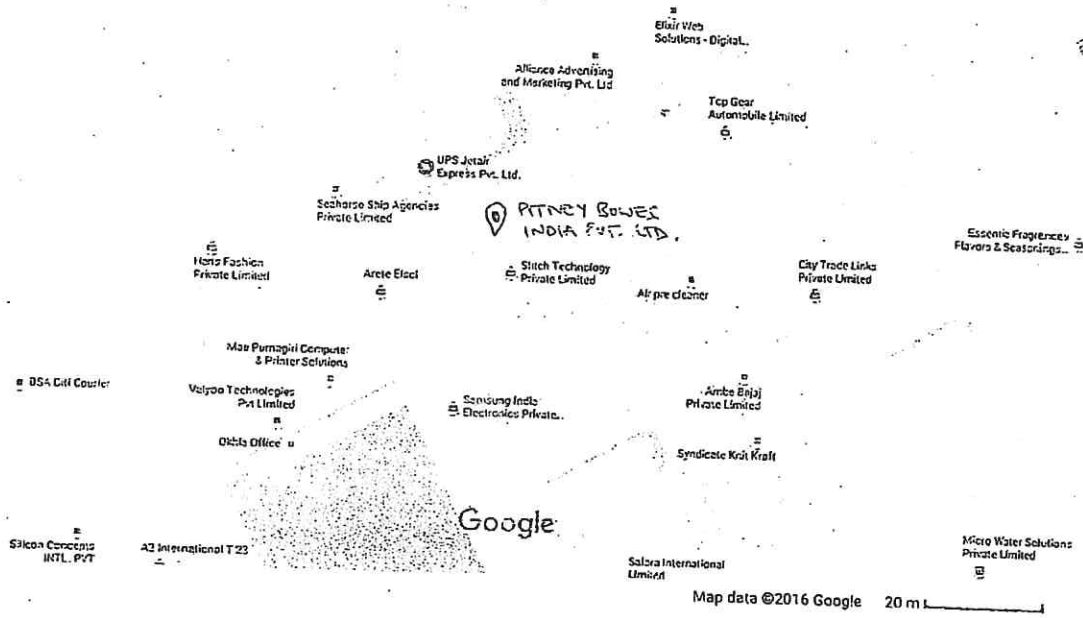 Elixir Web
Solutions - Digital..
Alliance Advertising
and Marketing Pvt. Ltd
Top Gear
Automobile Limited
UPS Jetair
Express Pvt. Ltd.
Seahorse Ship Agencies
Private Limited
PITNEY BOWES
INDIA PVT. LTD.
Essentic Fragrances
Flavors & Seasonings...
Haris Fashion
Private Limited
Arete Elsol
Stitch Technology
Private Limited
Air pre cleaner
City Trade Links
Private Limited
Maa Purnagiri Computer
& Printer Solutions
DSA Citi Courier
Valyoo Technologies
Pvt Limited
Samsung India
Electronics Private..
Ambe Bajaj
Private Limited
Okhla Office
Syndicate Knit Kraft
Google
Silicon Concepts
INTL. PVT
A2 International T 23
Salora International
Limited
Micro Water Solutions
Private Limited
Map data ©2016 Google 20 m